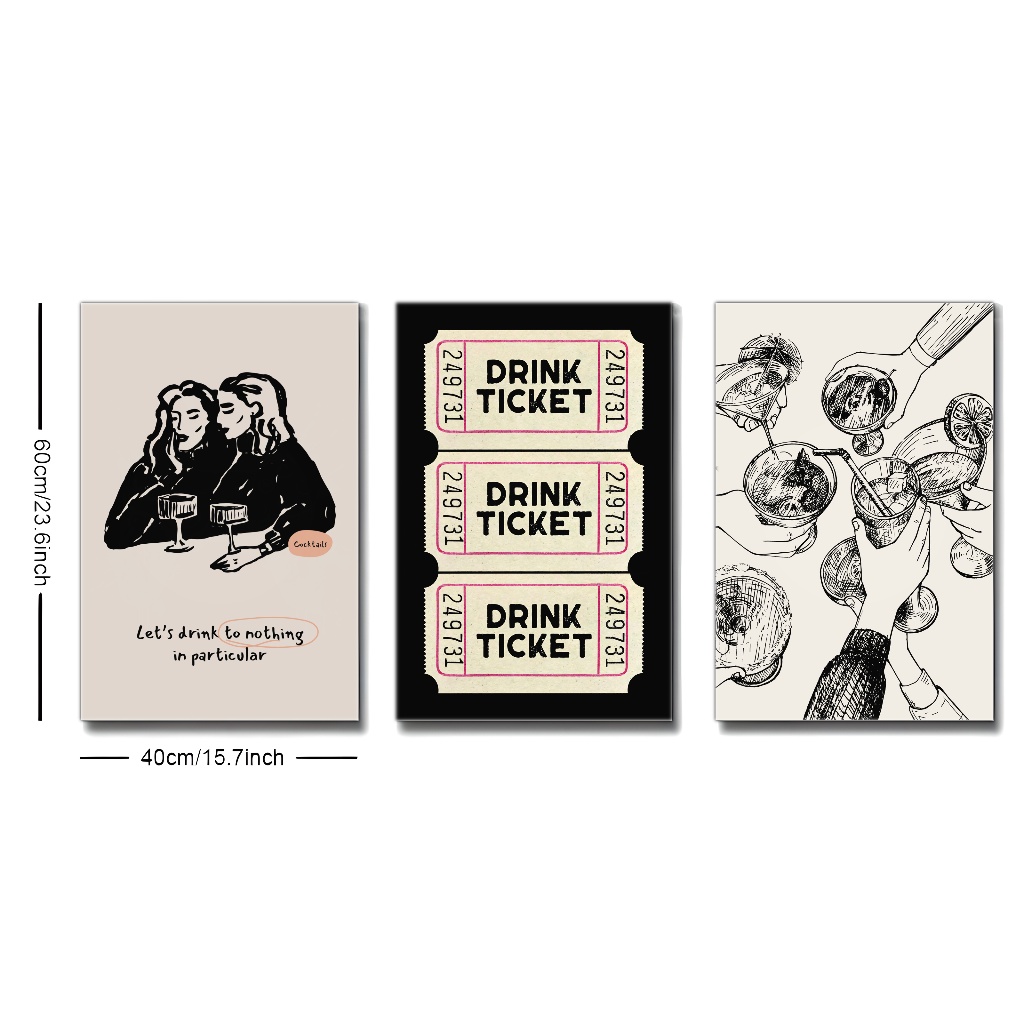 60cm/23.6inch
Cocktails
Let's drink to nothing
in particular
249731
DRINK
TICKET
249731
249731
DRINK
TICKET
249731
249731
DRINK
TICKET
249731
40cm/15.7inch